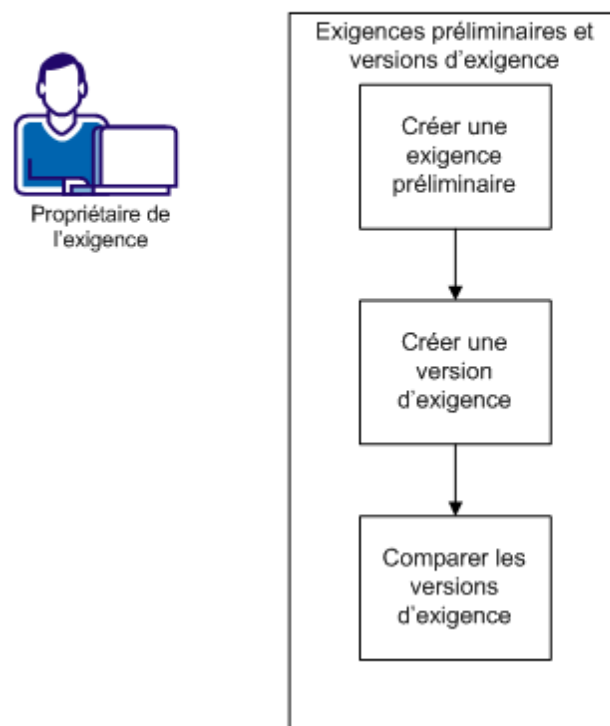 Exigences préliminaires et
versions d'exigence
Créer une
exigence
préliminaire
Propriétaire de
l'exigence
Créer une
version
d'exigence
Comparer les
versions
d'exigence